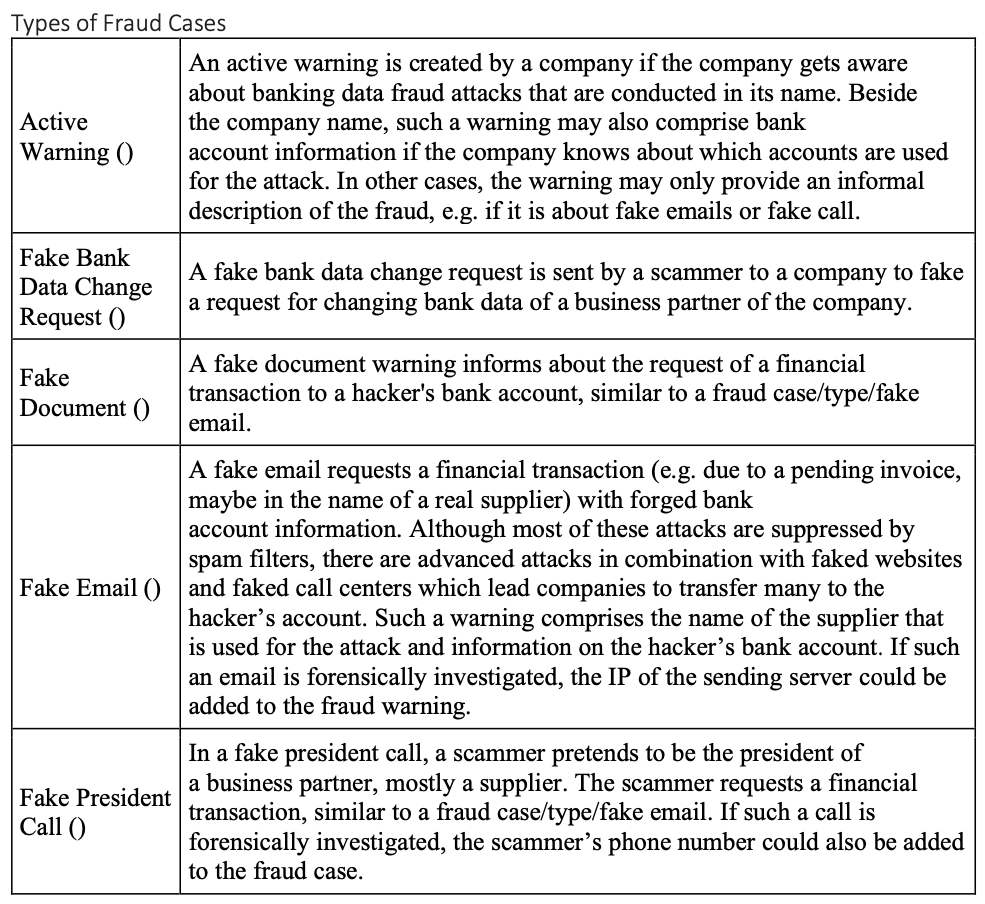 Types of Fraud Cases
Active
Warning ()
An active warning is created by a company if the company gets aware
about banking data fraud attacks that are conducted in its name. Beside
the company name, such a warning may also comprise bank
account information if the company knows about which accounts are used
for the attack. In other cases, the warning may only provide an informal
description of the fraud, e.g. if it is about fake emails or fake call.
Fake Bank
Data Change
Request ()
A fake bank data change request is sent by a scammer to a company to fake
a request for changing bank data of a business partner of the company.
Fake
Document ()
A fake document warning informs about the request of a financial
transaction to a hacker's bank account, similar to a fraud case/type/fake
email.
Fake Email ()
A fake email requests a financial transaction (e.g. due to a pending invoice,
maybe in the name of a real supplier) with forged bank
account information. Although most of these attacks are suppressed by
spam filters, there are advanced attacks in combination with faked websites
and faked call centers which lead companies to transfer many to the
hacker’s account. Such a warning comprises the name of the supplier that
is used for the attack and information on the hacker’s bank account. If such
an email is forensically investigated, the IP of the sending server could be
added to the fraud warning.
Fake President
Call ()
In a fake president call, a scammer pretends to be the president of
a business partner, mostly a supplier. The scammer requests a financial
transaction, similar to a fraud case/type/fake email. If such a call is
forensically investigated, the scammer’s phone number could also be added
to the fraud case.